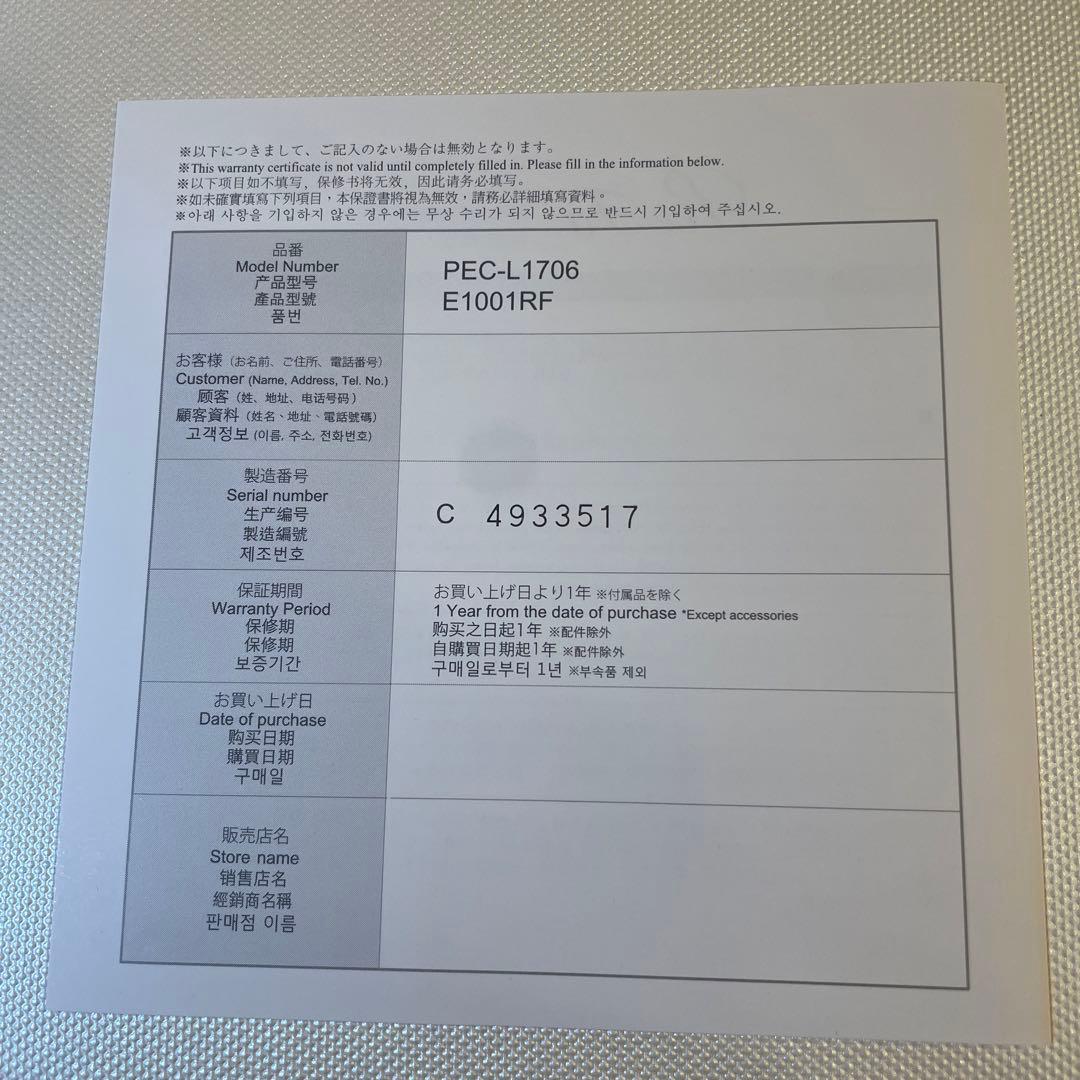 ※以下につきまして、ご記入のない場合は無効となります。
※This warranty certificate is not valid until completely filled in. Please fill in the information below.
※以下项目如不填写，保修书将无效，因此请务必填写。
※如未確實填寫下列項目，本保證書將視為無效，請務必詳細填寫資料。
※아래 사항을 기입하지 않은 경우에는 무상 수리가 되지 않으므로 반드시 기입하여 주십시오.
品番
Model Number
产品型号
產品型號
품번
PEC-L1706
E1001RF
お客様（お名前、ご住所、電話番号）
Customer (Name, Address, Tel. No.)
顾客（姓、地址、电话号码）
顧客資料（姓名、地址、電話號碼）
고객정보 (이름, 주소, 전화번호)
製造番号
Serial number
生产编号
製造編號
제조번호
C 4933517
保証期間
Warranty Period
保修期
保修期
보증기간
お買い上げ日より1年 ※付属品を除く
1 Year from the date of purchase *Except accessories
购买之日起1年 ※配件除外
自購買日期起1年 ※配件除外
구매일로부터 1년 ※부속품 제외
お買い上げ日
Date of purchase
购买日期
購買日期
구매일
販売店名
Store name
销售店名
經銷商名稱
판매점 이름